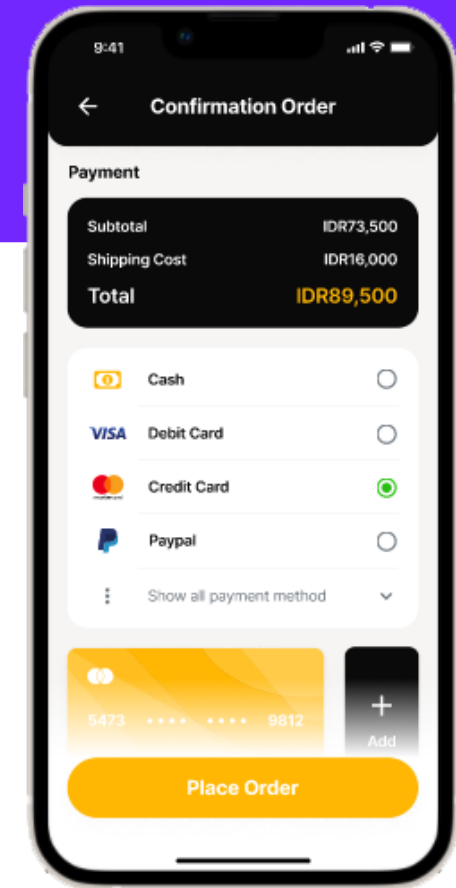 9:41
Confirmation Order
Payment
Subtotal IDR73,500
Shipping Cost IDR16,000
Total IDR89,500
Cash
VISA Debit Card
Credit Card
Paypal
Show all payment method
5473 •••• •••• 9812
Add
Place Order